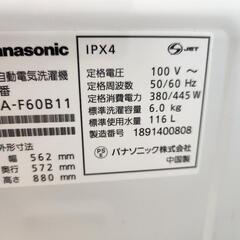 Panasonic
IPX4
JET
自動電気洗濯機
番
A-F60B11
定格電圧 100 V~
定格周波数 50/60 Hz
定格消費電力 380/445 W
標準洗濯容量 6.0 kg
標準水量 116 L
製造番号 1891400808
外形寸法
幅 562 mm
奥行 572 mm
高さ 880 mm
PS E
パナソニック株式会社
中国製